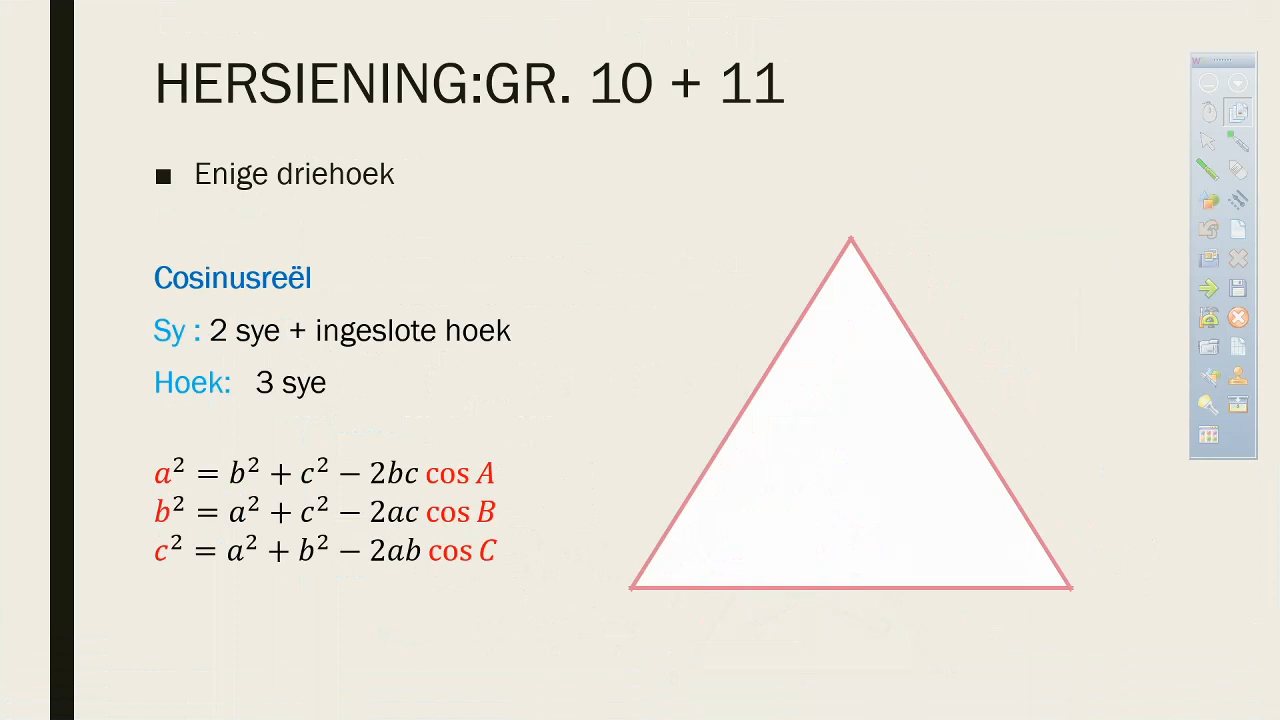 HERSIENING:GR. 10 + 11
■ Enige driehoek
Cosinusreël
Sy : 2 sye + ingeslote hoek
Hoek: 3 sye
a² = b² + c² − 2bc cos A
b² = a² + c² − 2ac cos B
c² = a² + b² − 2ab cos C